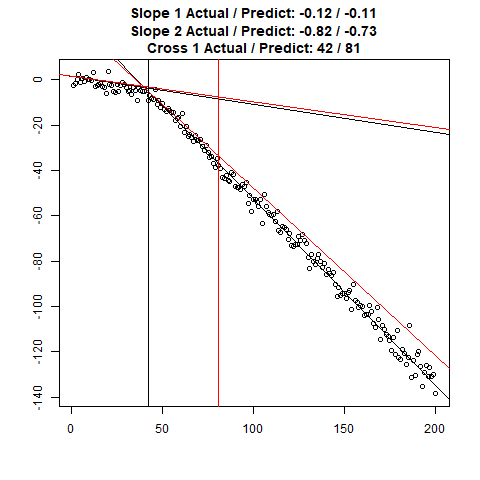 Slope 1 Actual / Predict: -0.12 / -0.11
Slope 2 Actual / Predict: -0.82 / -0.73
Cross 1 Actual / Predict: 42 / 81
0
-20
-40
-60
-80
-100
-120
-140
0 50 100 150 200